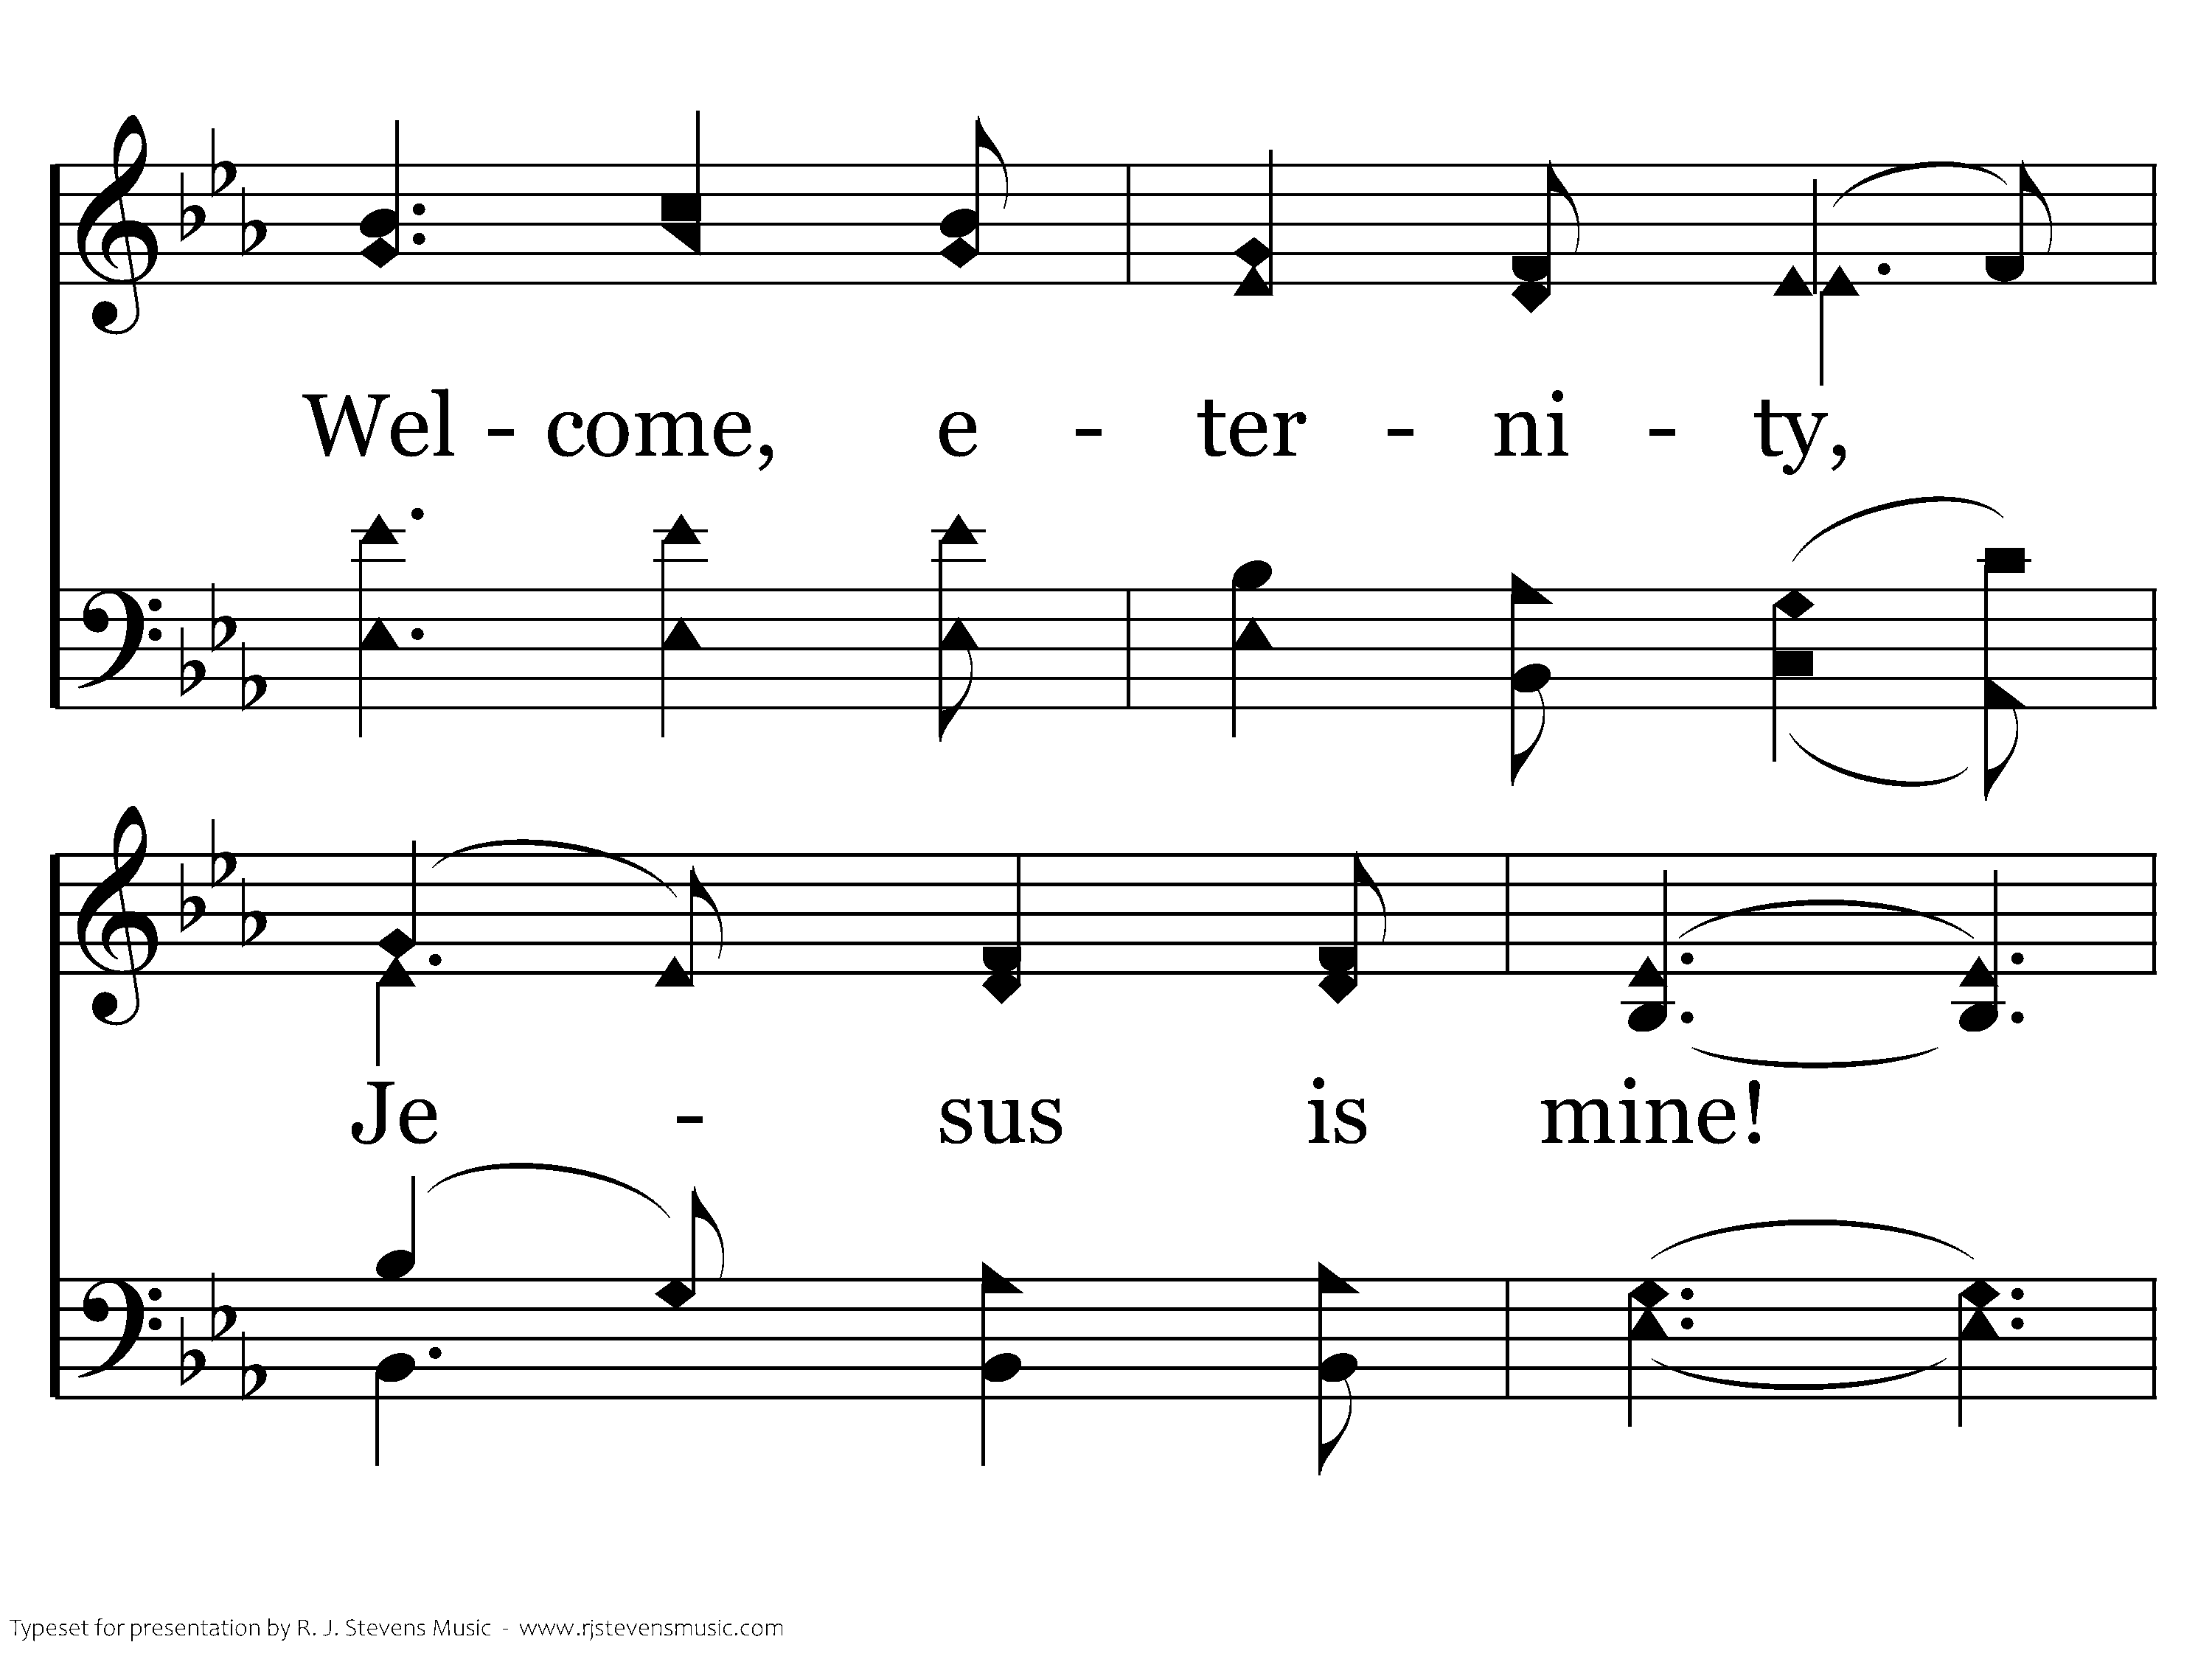 Wel - come, e - ter - ni - ty,
Je - sus is mine!
Typeset for presentation by R. J. Stevens Music - www.rjstevensmusic.com